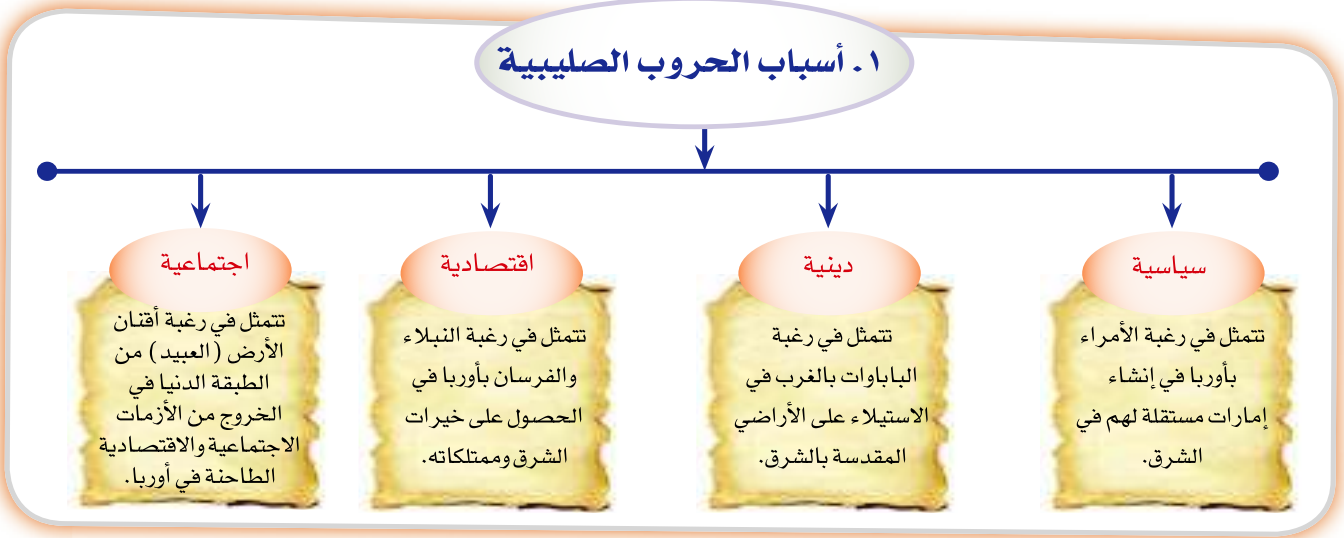 ١. أسباب الحروب الصليبية
سياسية
تتمثل في رغبة الأمراء
بأوربا في إنشاء
إمارات مستقلة لهم في
الشرق.
دينية
تتمثل في رغبة
الباباوات بالغرب في
الاستيلاء على الأراضي
المقدسة بالشرق.
اقتصادية
تتمثل في رغبة النبلاء
والفرسان بأوربا في
الحصول على خيرات
الشرق وممتلكاته.
اجتماعية
تتمثل في رغبة أقنان
الأرض (العبيد) من
الطبقة الدنيا في
الخروج من الأزمات
الاجتماعية والاقتصادية
الطاحنة في أوربا.